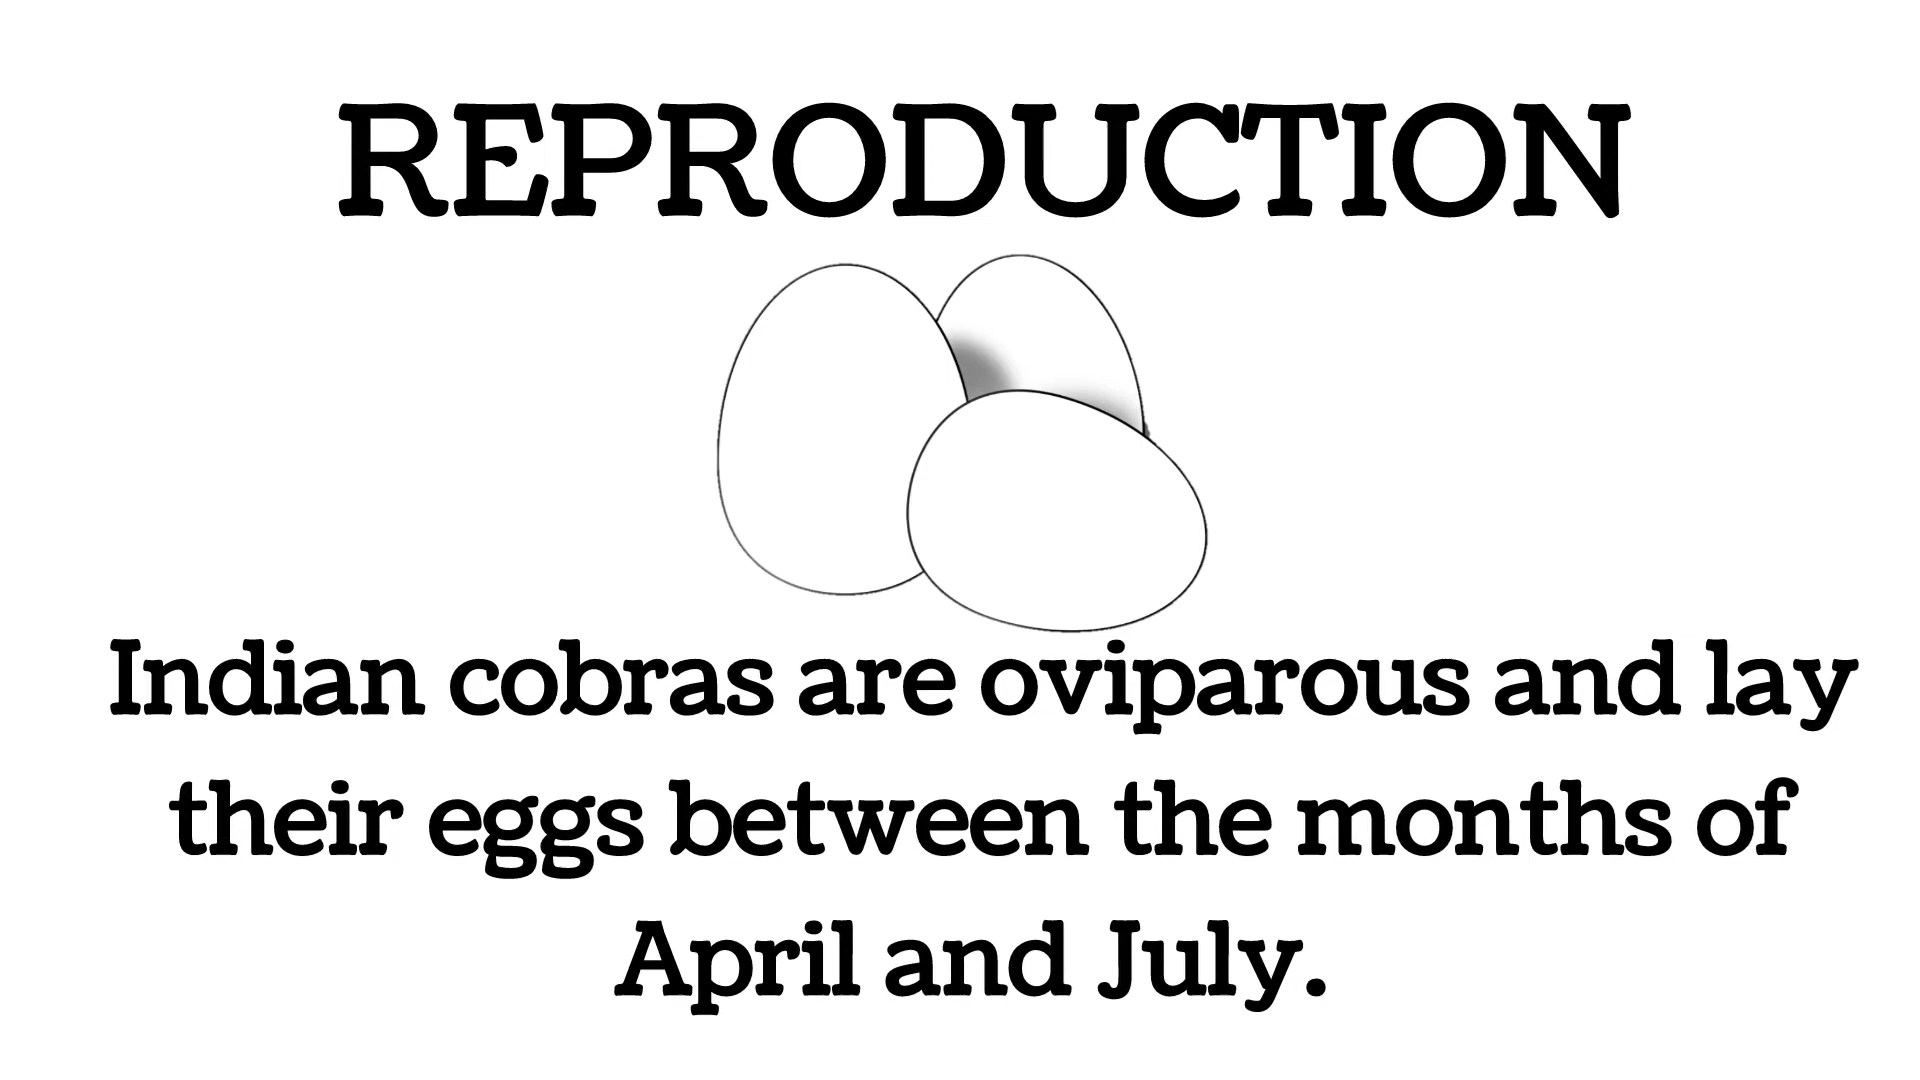 REPRODUCTION
Indian cobras are oviparous and lay
their eggs between the months of
April and July.